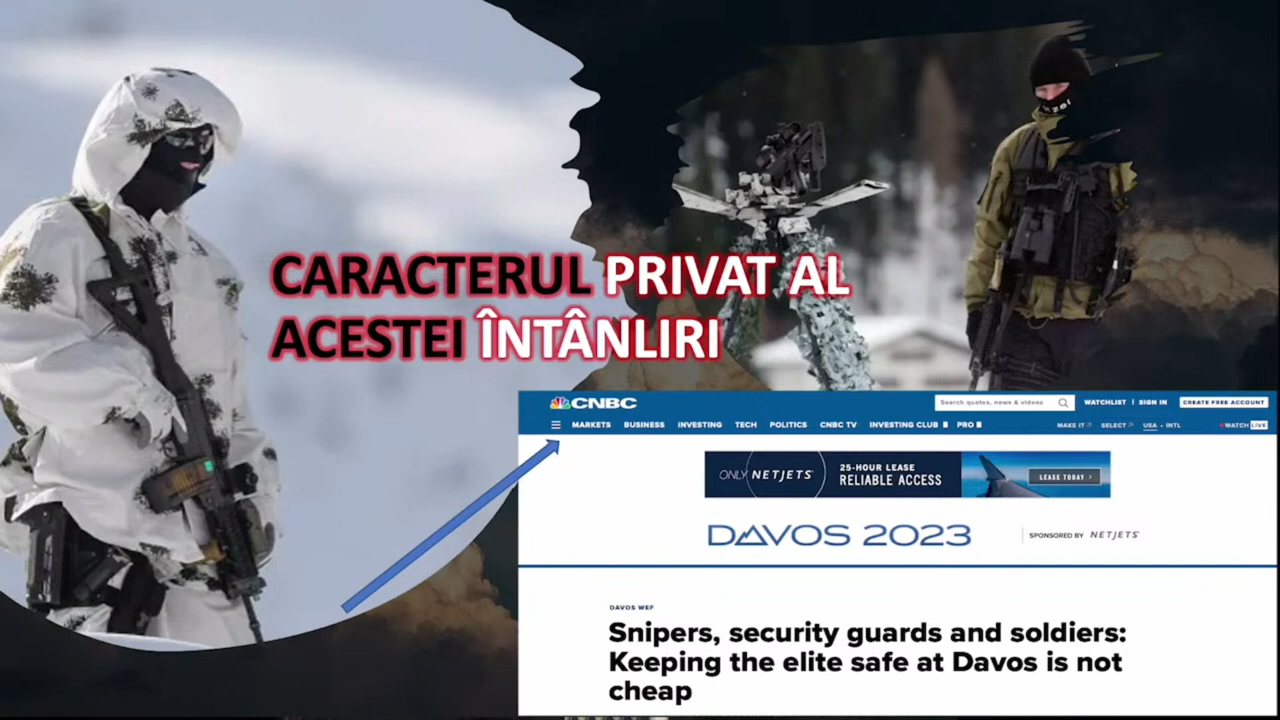 CARACTERUL PRIVAT AL
ACESTEI ÎNTÂNLIRI
CNBC
Search quotes, news & videos
WATCHLIST | SIGN IN
CREATE FREE ACCOUNT
MARKETS BUSINESS INVESTING TECH POLITICS CNBC TV INVESTING CLUB PRO
MAKE IT SELECT USA • INTL WATCH LIVE
ONLY NETJETS
25-HOUR LEASE
RELIABLE ACCESS
LEASE TODAY ›
DAVOS 2023
SPONSORED BY NETJETS
DAVOS WEF
Snipers, security guards and soldiers:
Keeping the elite safe at Davos is not
cheap